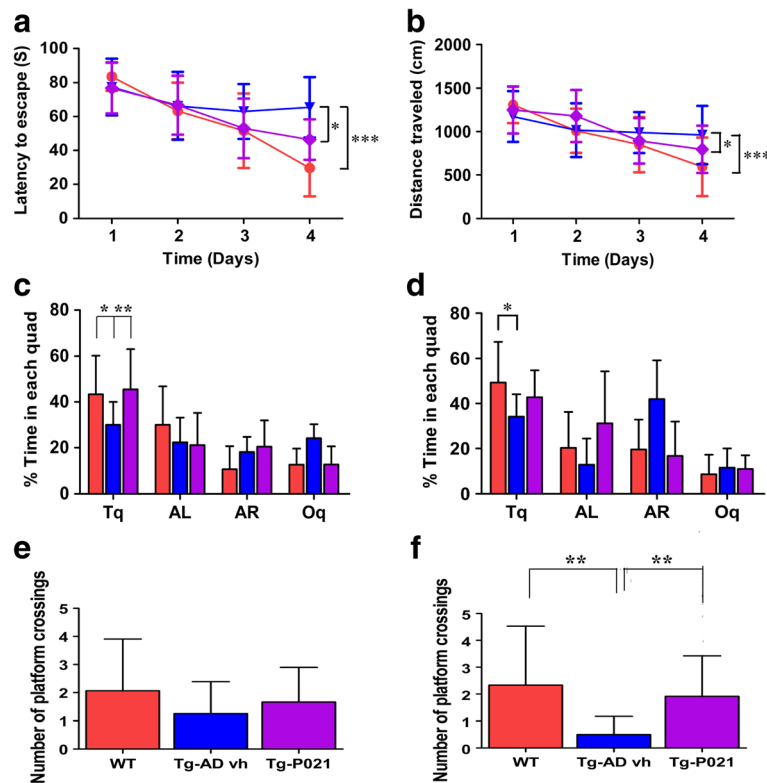 a
Latency to escape (S)
100
80
60
40
20
0
*
***
1 2 3 4
Time (Days)
b
Distance traveled (cm)
2000
1500
1000
500
0
*
***
1 2 3 4
Time (Days)
c
% Time in each quad
80
60
40
20
0
* **
Tq AL AR Oq
d
% Time in each quad
80
60
40
20
0
*
Tq AL AR Oq
e
Number of platform crossings
5
4
3
2
1
0
WT Tg-AD vh Tg-P021
f
Number of platform crossings
5
4
3
2
1
0
** **
WT Tg-AD vh Tg-P021